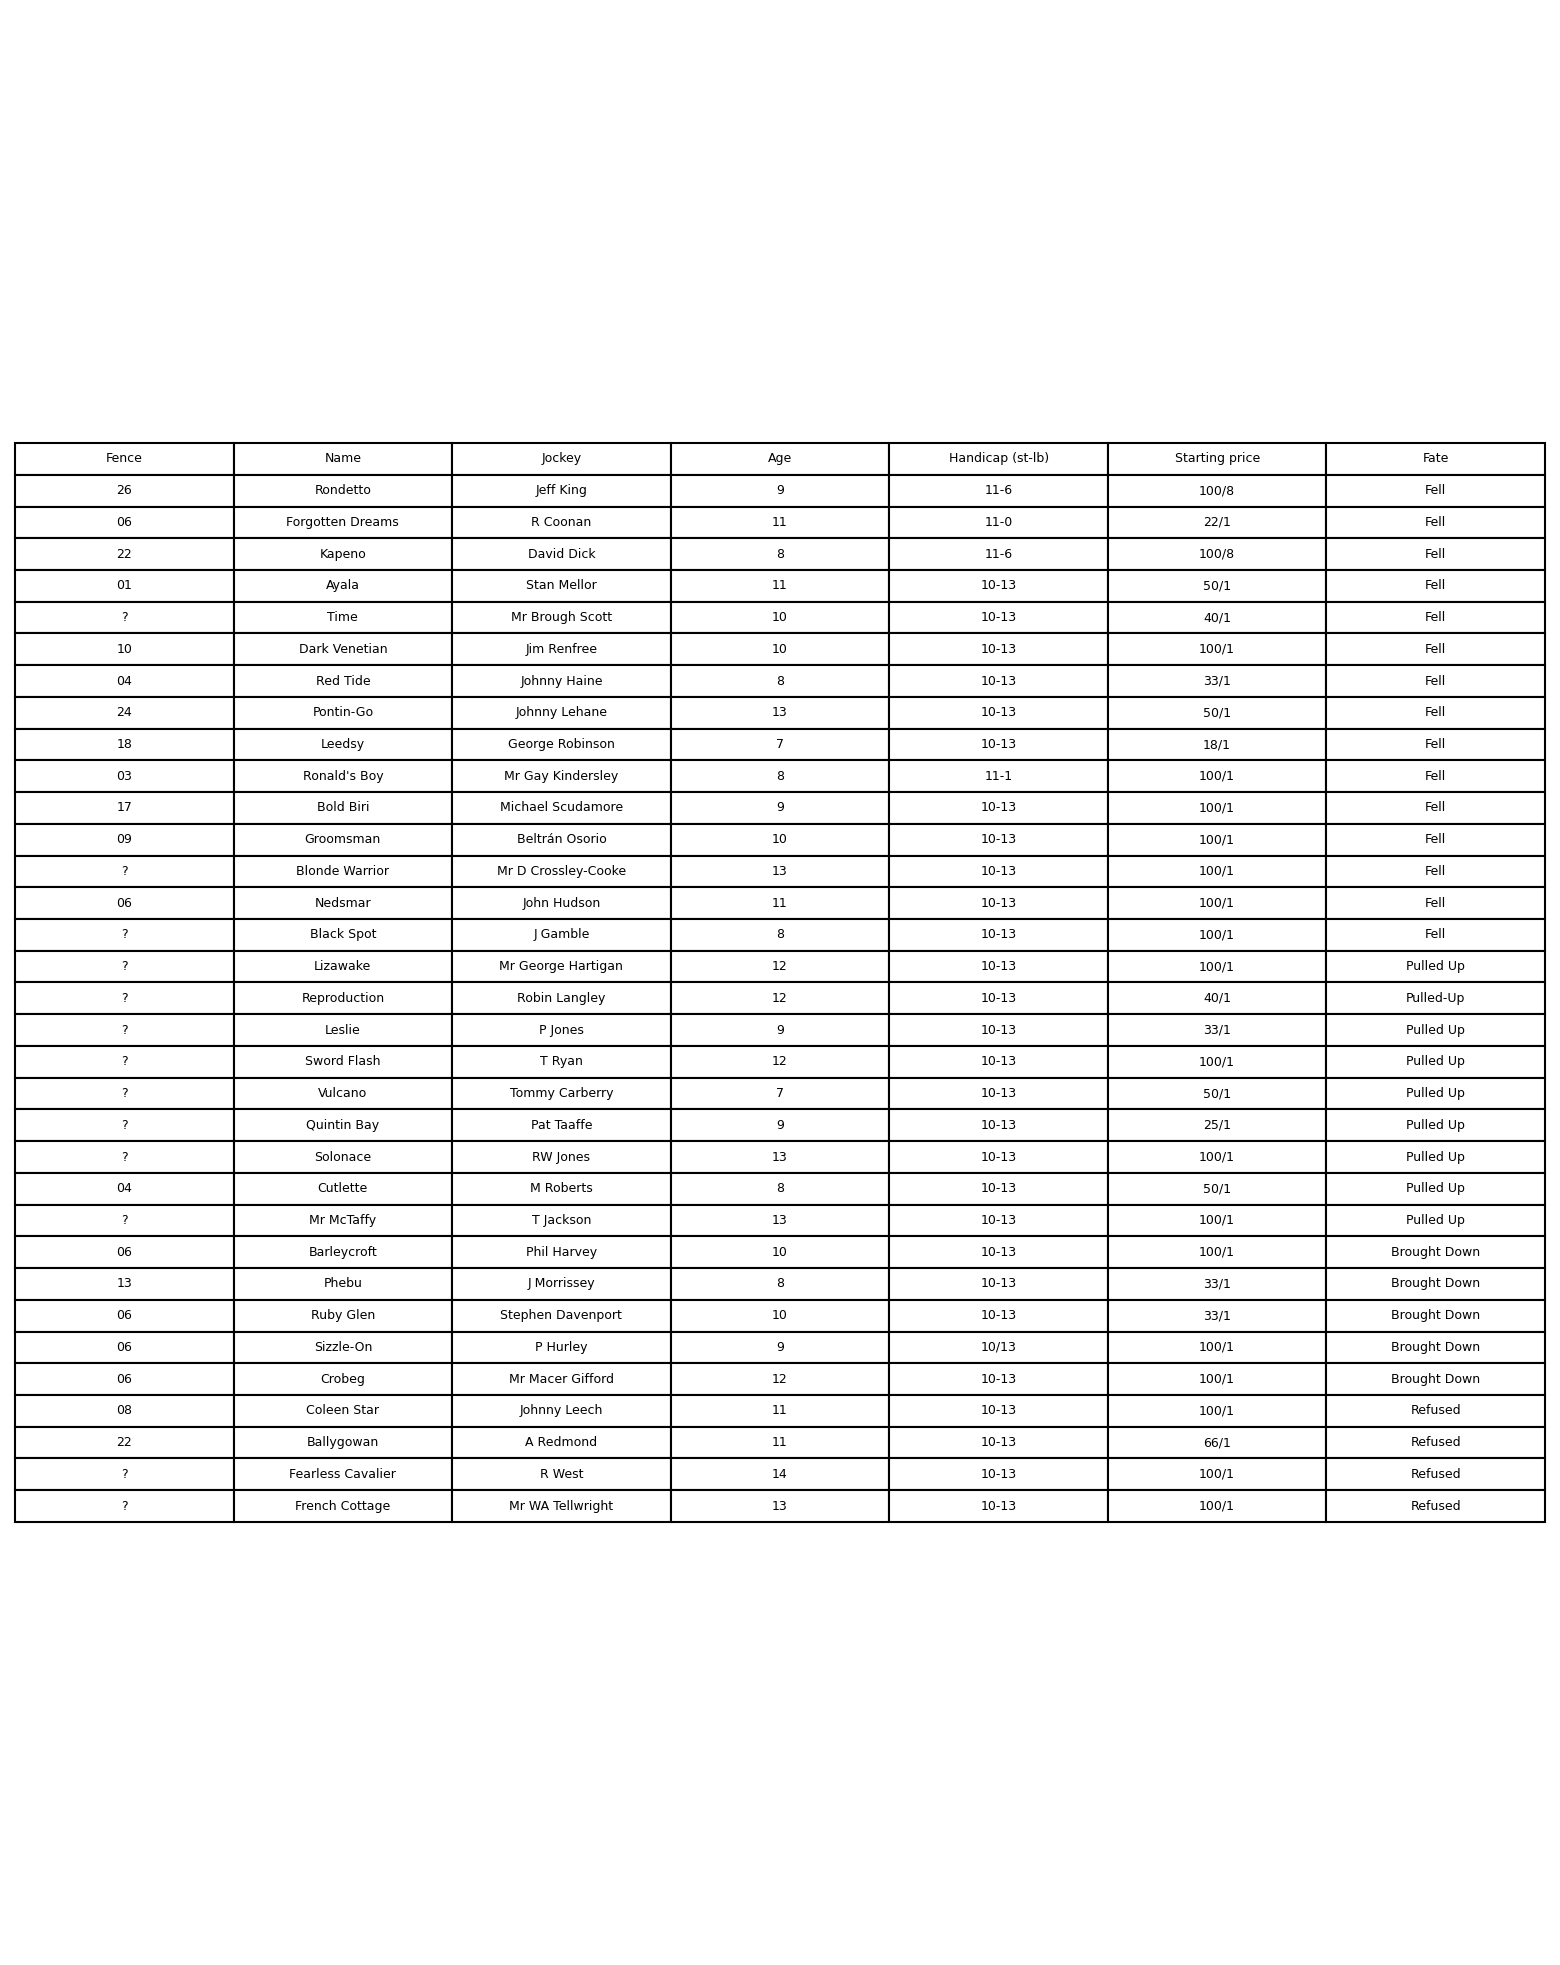 Fence Name Jockey Age Handicap (st-lb) Starting price Fate
26 Rondetto Jeff King 9 11-6 100/8 Fell
06 Forgotten Dreams R Coonan 11 11-0 22/1 Fell
22 Kapeno David Dick 8 11-6 100/8 Fell
01 Ayala Stan Mellor 11 10-13 50/1 Fell
? Time Mr Brough Scott 10 10-13 40/1 Fell
10 Dark Venetian Jim Renfree 10 10-13 100/1 Fell
04 Red Tide Johnny Haine 8 10-13 33/1 Fell
24 Pontin-Go Johnny Lehane 13 10-13 50/1 Fell
18 Leedsy George Robinson 7 10-13 18/1 Fell
03 Ronald's Boy Mr Gay Kindersley 8 11-1 100/1 Fell
17 Bold Biri Michael Scudamore 9 10-13 100/1 Fell
09 Groomsman Beltrán Osorio 10 10-13 100/1 Fell
? Blonde Warrior Mr D Crossley-Cooke 13 10-13 100/1 Fell
06 Nedsmar John Hudson 11 10-13 100/1 Fell
? Black Spot J Gamble 8 10-13 100/1 Fell
? Lizawake Mr George Hartigan 12 10-13 100/1 Pulled Up
? Reproduction Robin Langley 12 10-13 40/1 Pulled-Up
? Leslie P Jones 9 10-13 33/1 Pulled Up
? Sword Flash T Ryan 12 10-13 100/1 Pulled Up
? Vulcano Tommy Carberry 7 10-13 50/1 Pulled Up
? Quintin Bay Pat Taaffe 9 10-13 25/1 Pulled Up
? Solonace RW Jones 13 10-13 100/1 Pulled Up
04 Cutlette M Roberts 8 10-13 50/1 Pulled Up
? Mr McTaffy T Jackson 13 10-13 100/1 Pulled Up
06 Barleycroft Phil Harvey 10 10-13 100/1 Brought Down
13 Phebu J Morrissey 8 10-13 33/1 Brought Down
06 Ruby Glen Stephen Davenport 10 10-13 33/1 Brought Down
06 Sizzle-On P Hurley 9 10/13 100/1 Brought Down
06 Crobeg Mr Macer Gifford 12 10-13 100/1 Brought Down
08 Coleen Star Johnny Leech 11 10-13 100/1 Refused
22 Ballygowan A Redmond 11 10-13 66/1 Refused
? Fearless Cavalier R West 14 10-13 100/1 Refused
? French Cottage Mr WA Tellwright 13 10-13 100/1 Refused